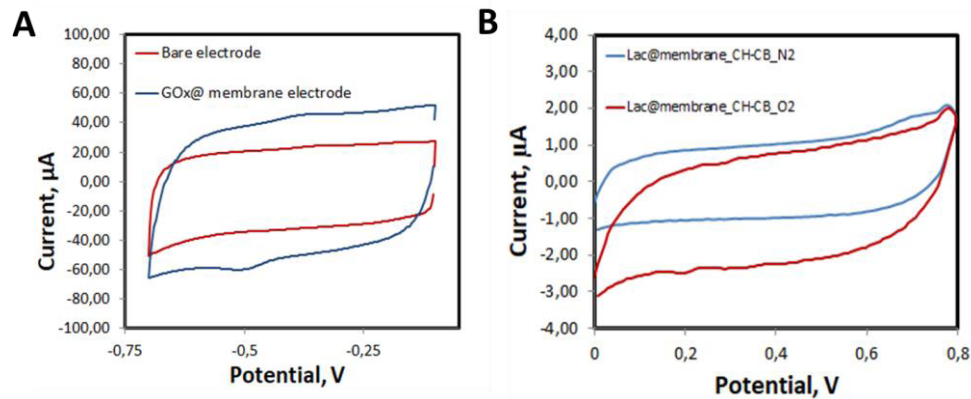 A
Current, µA
100,00
80,00
60,00
40,00
20,00
0,00
-20,00
-40,00
-60,00
-80,00
-100,00
Bare electrode
GOx@ membrane electrode
-0,75
-0,5
-0,25
Potential, V
B
Current, µA
4,00
3,00
2,00
1,00
0,00
-1,00
-2,00
-3,00
-4,00
Lac@membrane_CH-CB_N2
Lac@membrane_CH-CB_O2
0
0,2
0,4
0,6
0,8
Potential, V